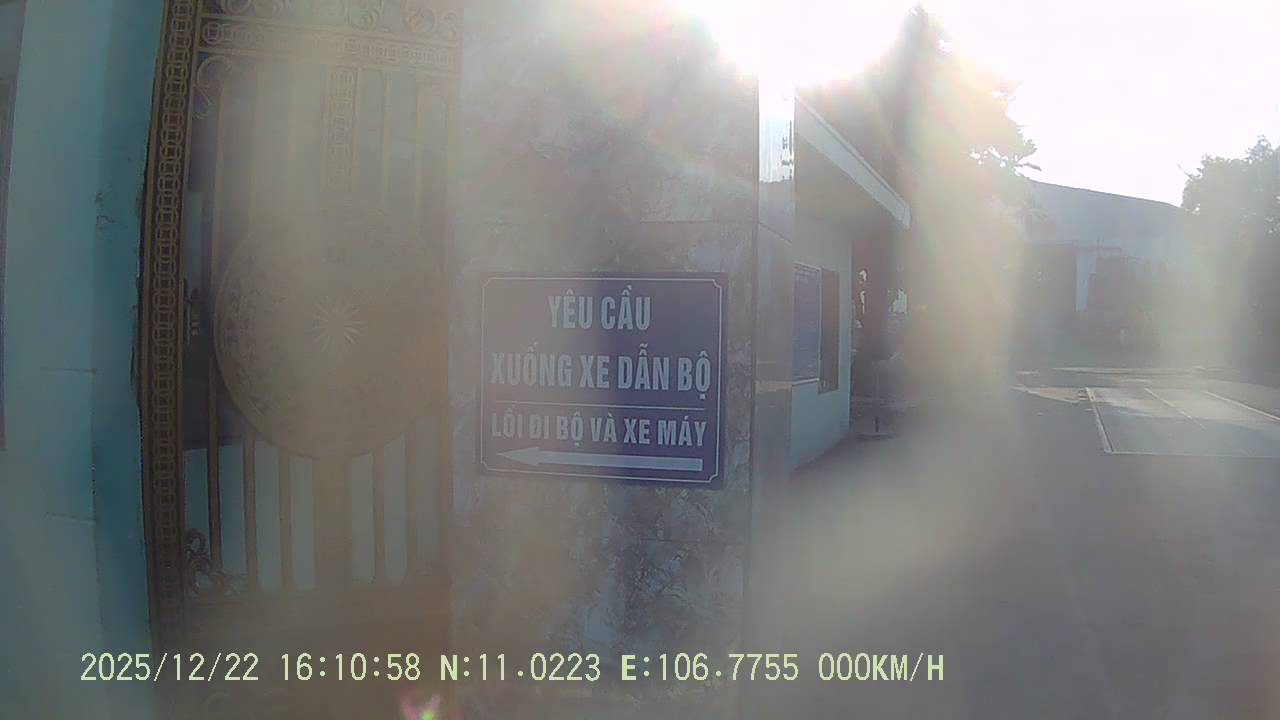 YÊU CẦU
XUỐNG XE DẪN BỘ
LỐI ĐI BỘ VÀ XE MÁY
2025/12/22 16:10:58 N:11.0223 E:106.7755 000KM/H